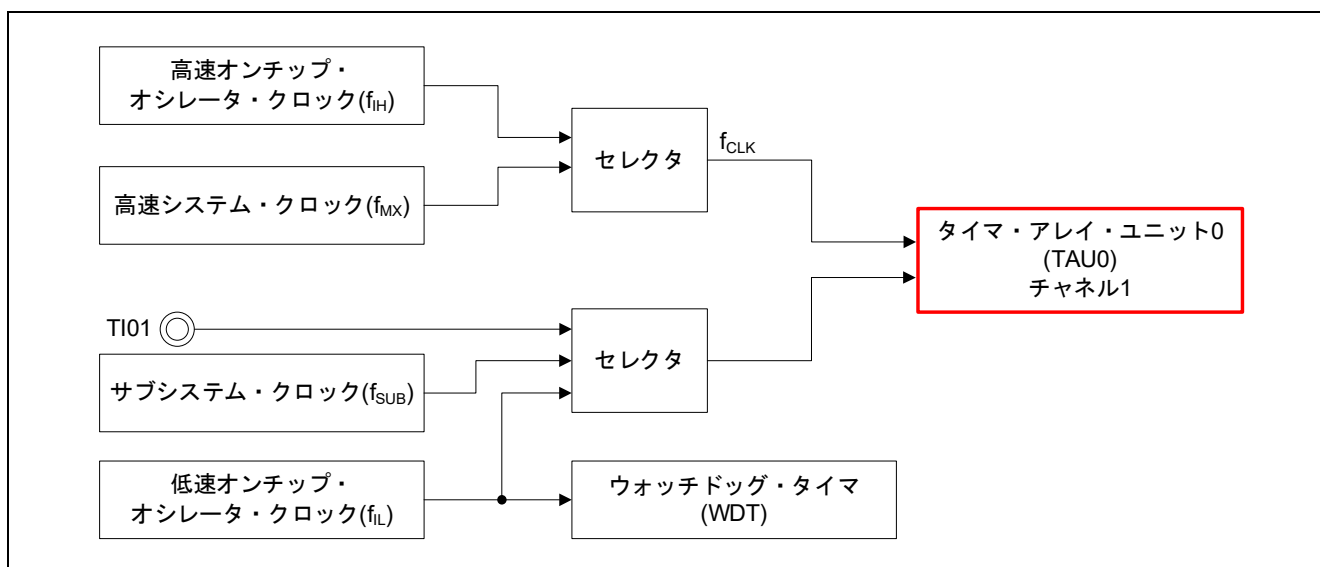 高速オンチップ・
オシレータ・クロック(fIH)
高速システム・クロック(fMX)
セレクタ
fCLK
タイマ・アレイ・ユニット0
(TAU0)
チャネル1
TI01
サブシステム・クロック(fSUB)
セレクタ
低速オンチップ・
オシレータ・クロック(fIL)
ウォッチドッグ・タイマ
(WDT)